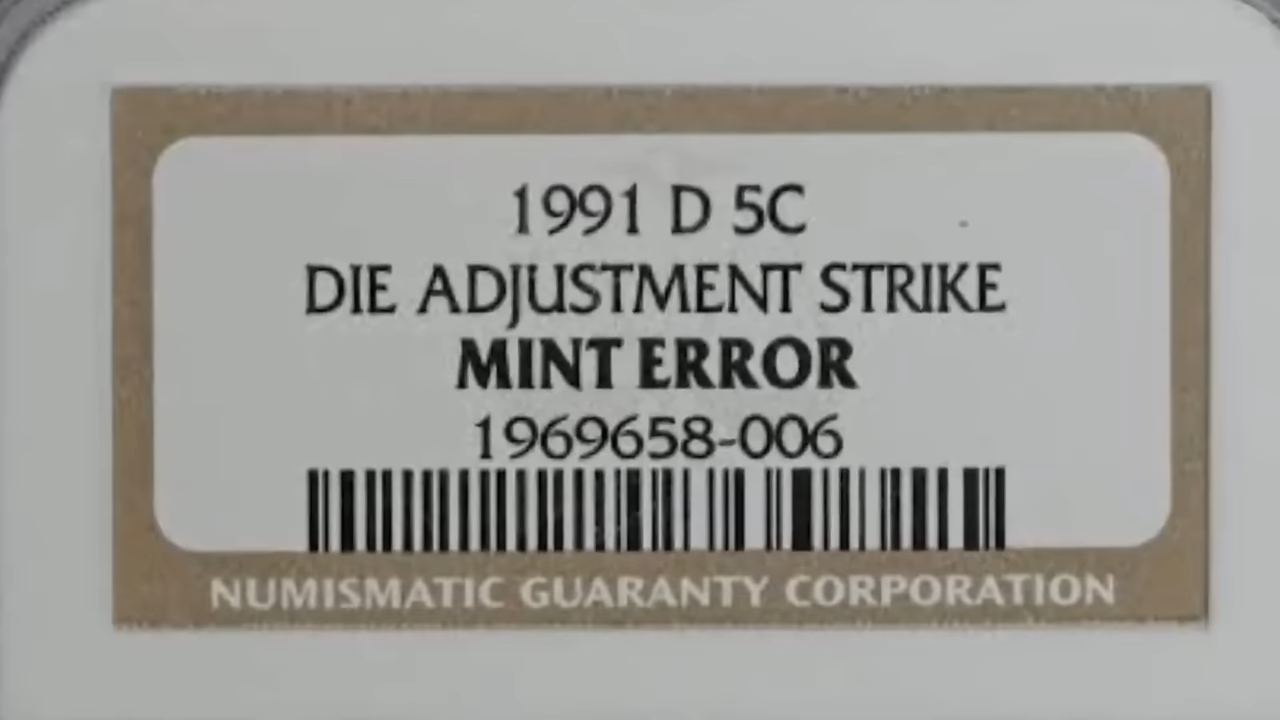 1991 D 5C
DIE ADJUSTMENT STRIKE
MINT ERROR
1969658-006
NUMISMATIC GUARANTY CORPORATION